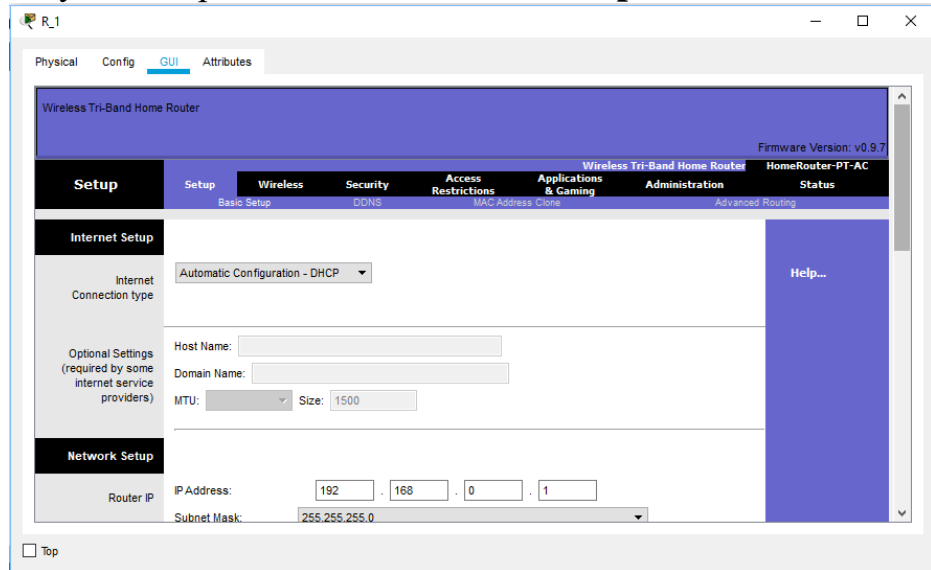 R_1
Physical Config GUI Attributes
Wireless Tri-Band Home Router
Firmware Version: v0.9.7
Wireless Tri-Band Home Router HomeRouter-PT-AC
Setup Setup Wireless Security Access Restrictions Applications & Gaming Administration Status
Basic Setup DDNS MAC Address Clone Advanced Routing
Internet Setup
Internet Connection type Automatic Configuration - DHCP Help...
Optional Settings (required by some internet service providers)
Host Name:
Domain Name:
MTU: Size: 1500
Network Setup
Router IP IP Address: 192 . 168 . 0 . 1
Subnet Mask: 255.255.255.0
Top